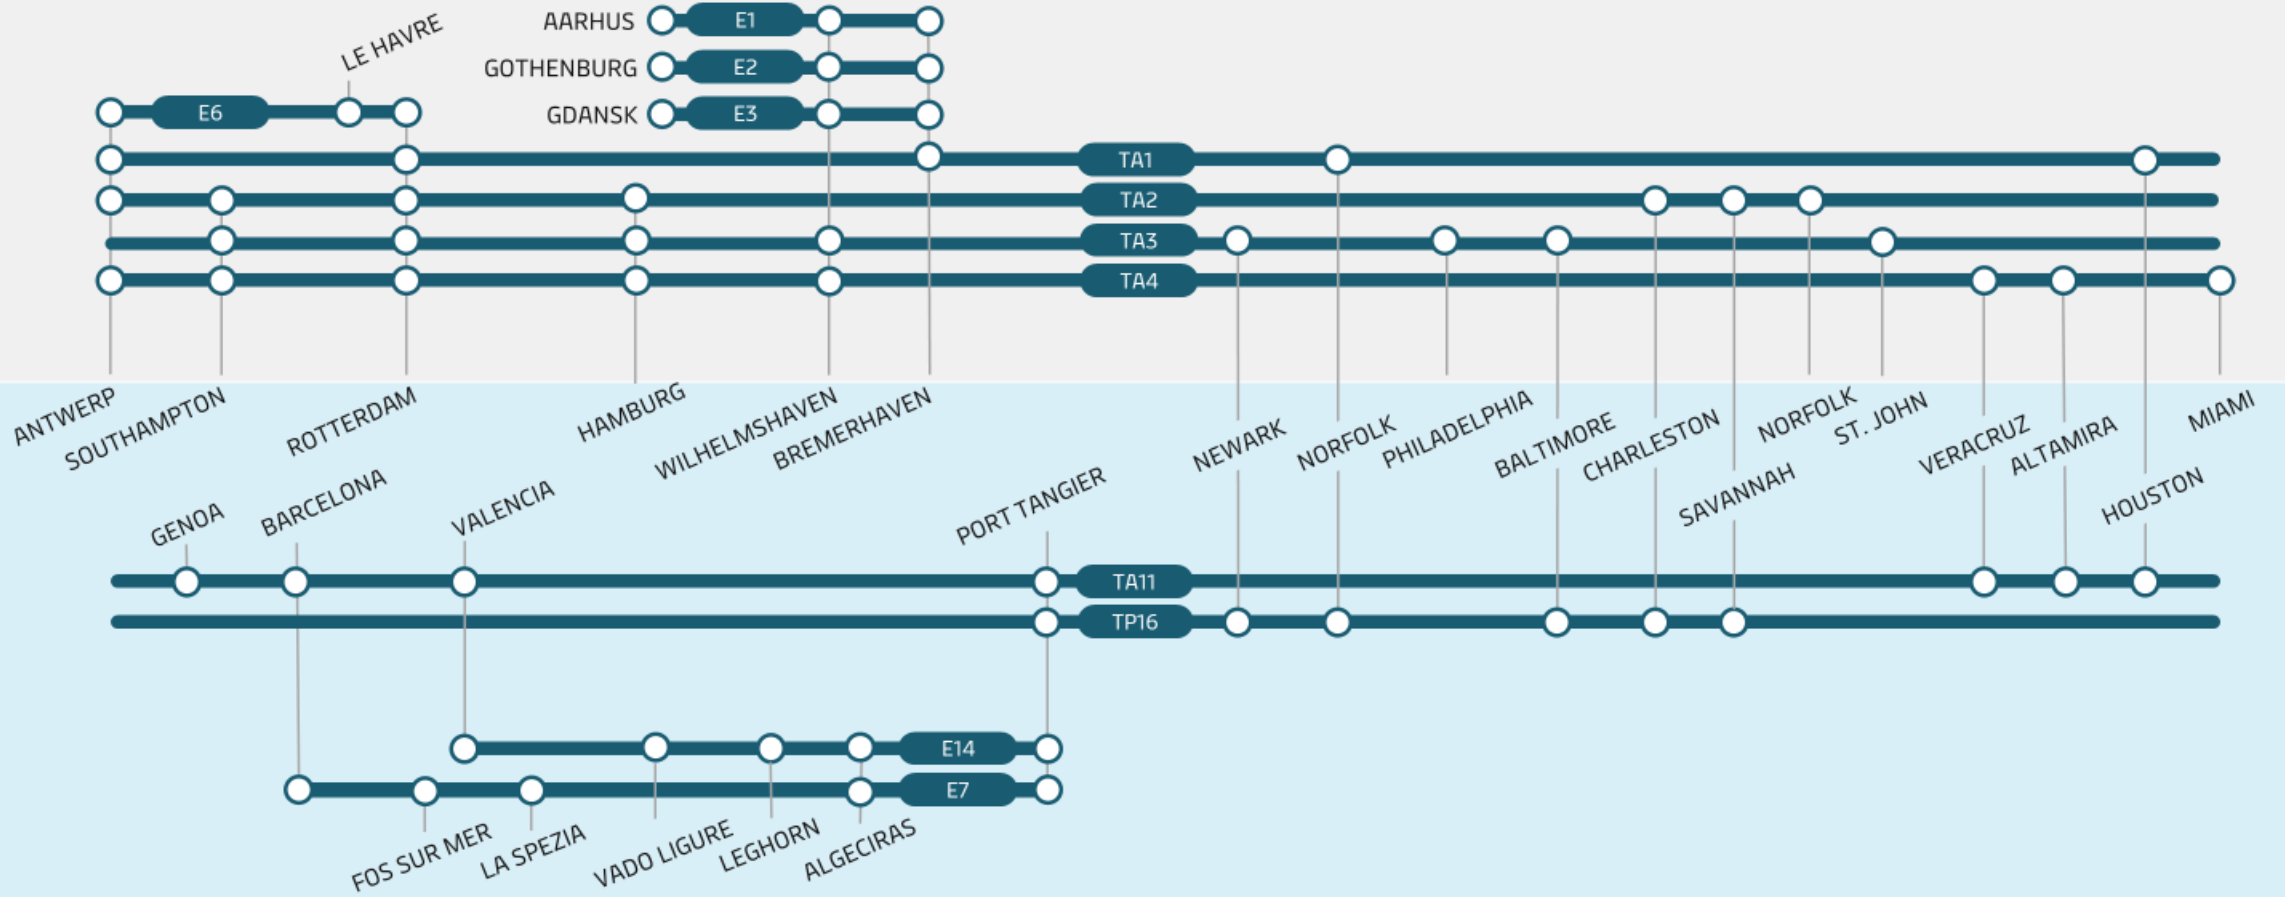 AARHUS E1
LE HAVRE
GOTHENBURG E2
E6
GDANSK E3
TA1
TA2
TA3
TA4
ANTWERP
SOUTHAMPTON
ROTTERDAM
HAMBURG
WILHELMSHAVEN
BREMERHAVEN
NEWARK
NORFOLK
PHILADELPHIA
BALTIMORE
CHARLESTON
SAVANNAH
NORFOLK
ST. JOHN
VERACRUZ
ALTAMIRA
HOUSTON
MIAMI
GENOA
BARCELONA
VALENCIA
PORT TANGIER
TA11
TP16
E14
E7
FOS SUR MER
LA SPEZIA
VADO LIGURE
LEGHORN
ALGECIRAS